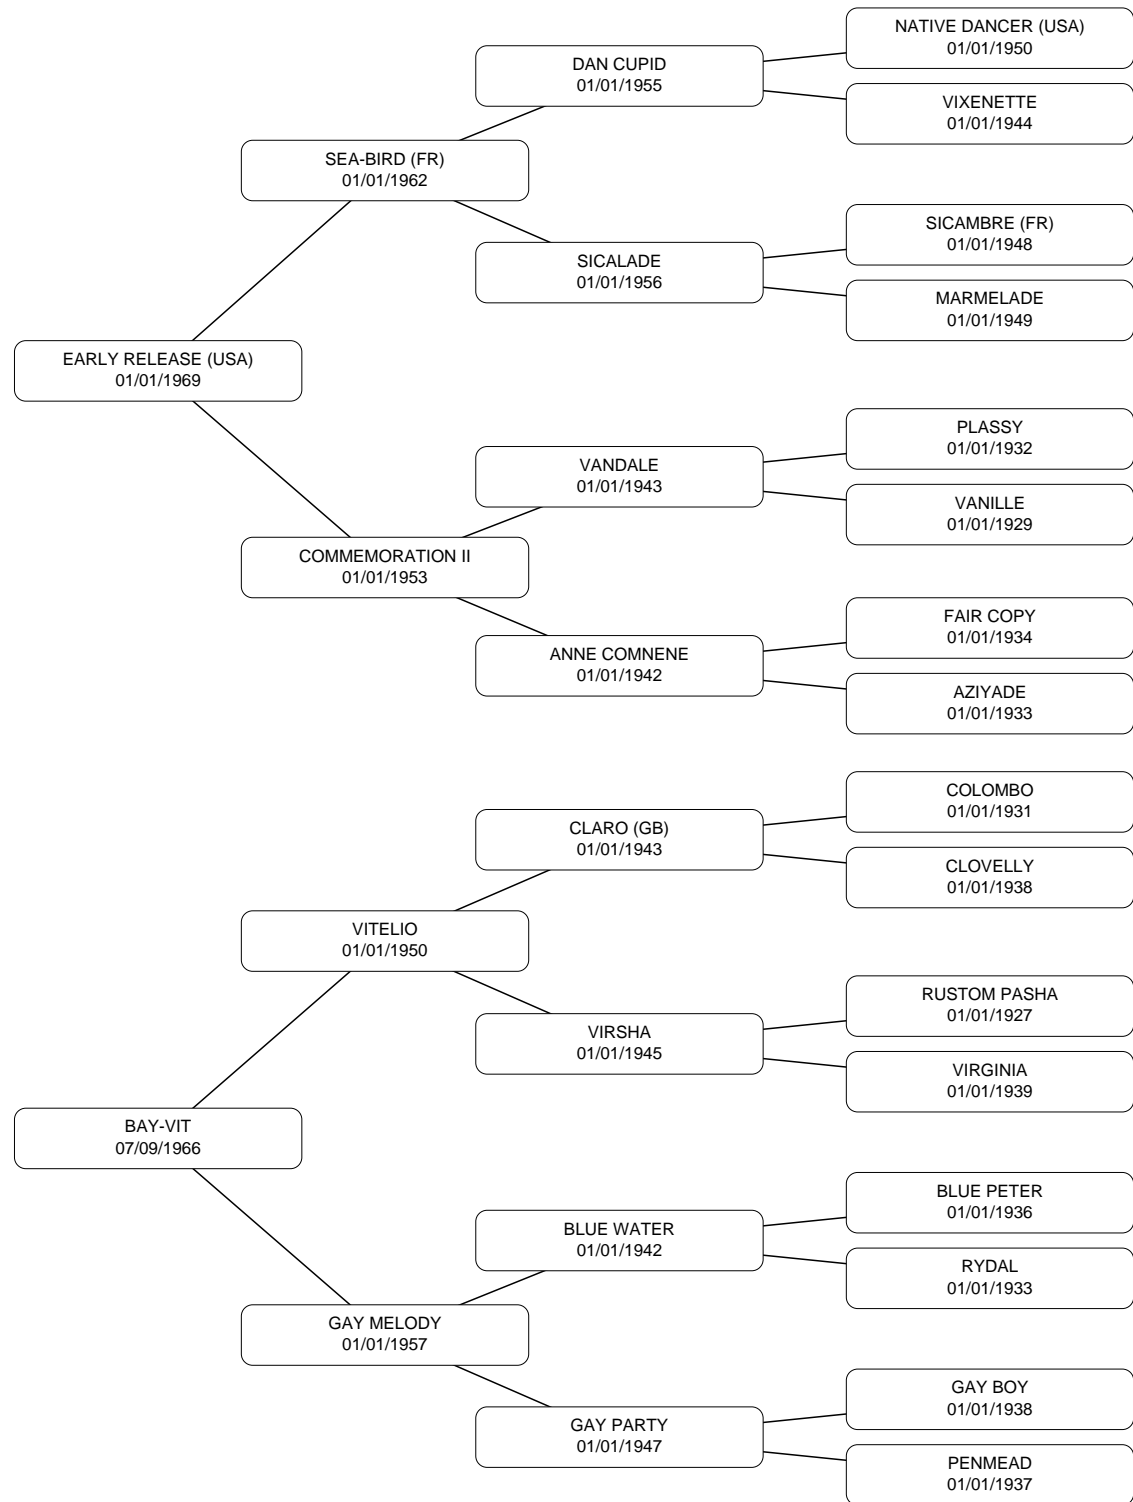 NATIVE DANCER (USA)
01/01/1950
DAN CUPID
01/01/1955
VIXENETTE
01/01/1944
SEA-BIRD (FR)
01/01/1962
SICAMBRE (FR)
01/01/1948
SICALADE
01/01/1956
MARMELADE
01/01/1949
EARLY RELEASE (USA)
01/01/1969
PLASSY
01/01/1932
VANDALE
01/01/1943
VANILLE
01/01/1929
COMMEMORATION II
01/01/1953
FAIR COPY
01/01/1934
ANNE COMNENE
01/01/1942
AZIYADE
01/01/1933
COLOMBO
01/01/1931
CLARO (GB)
01/01/1943
CLOVELLY
01/01/1938
VITELIO
01/01/1950
RUSTOM PASHA
01/01/1927
VIRSHA
01/01/1945
VIRGINIA
01/01/1939
BAY-VIT
07/09/1966
BLUE PETER
01/01/1936
BLUE WATER
01/01/1942
RYDAL
01/01/1933
GAY MELODY
01/01/1957
GAY BOY
01/01/1938
GAY PARTY
01/01/1947
PENMEAD
01/01/1937